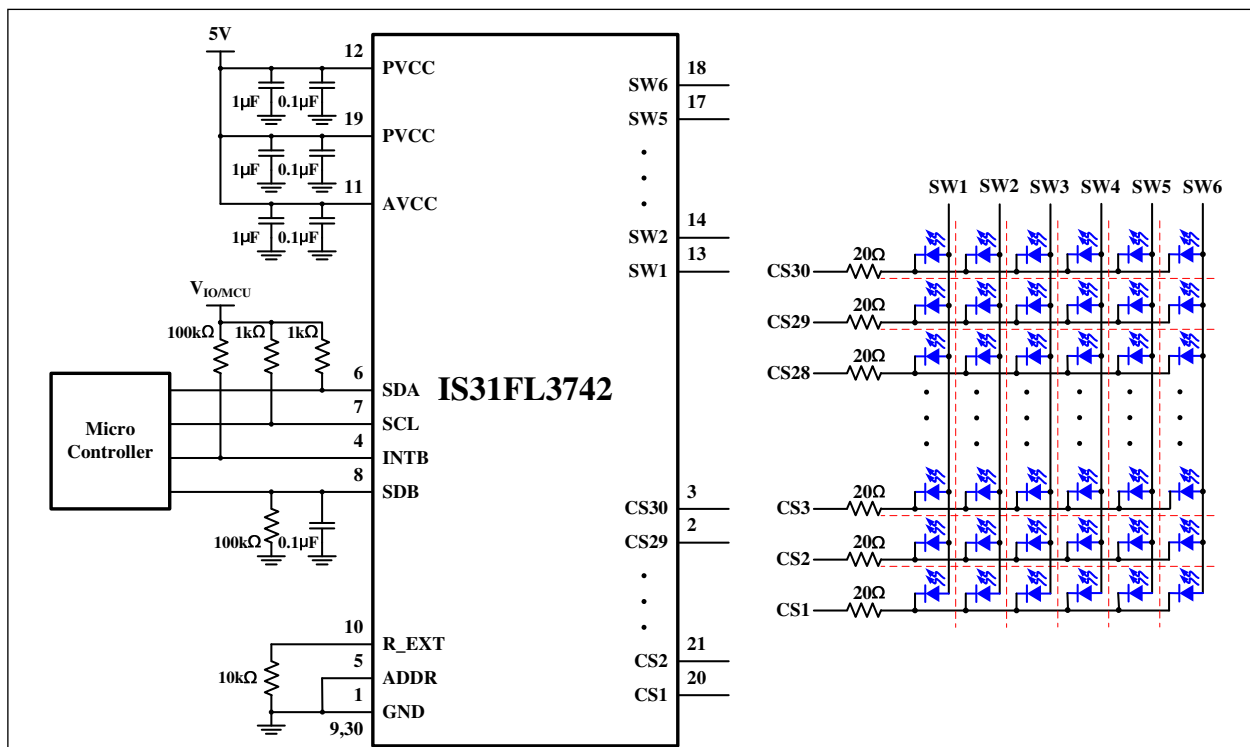 5V
12
PVCC
1µF
0.1µF
19
PVCC
1µF
0.1µF
11
AVCC
1µF
0.1µF
V_IO/MCU
100kΩ
1kΩ
1kΩ
Micro
Controller
6
SDA
7
SCL
4
INTB
8
SDB
100kΩ
0.1µF
10
R_EXT
10kΩ
5
ADDR
1
GND
9,30
IS31FL3742
18
SW6
17
SW5
14
SW2
13
SW1
3
CS30
2
CS29
21
CS2
20
CS1
SW1 SW2 SW3 SW4 SW5 SW6
CS30 20Ω
CS29 20Ω
CS28 20Ω
CS3 20Ω
CS2 20Ω
CS1 20Ω